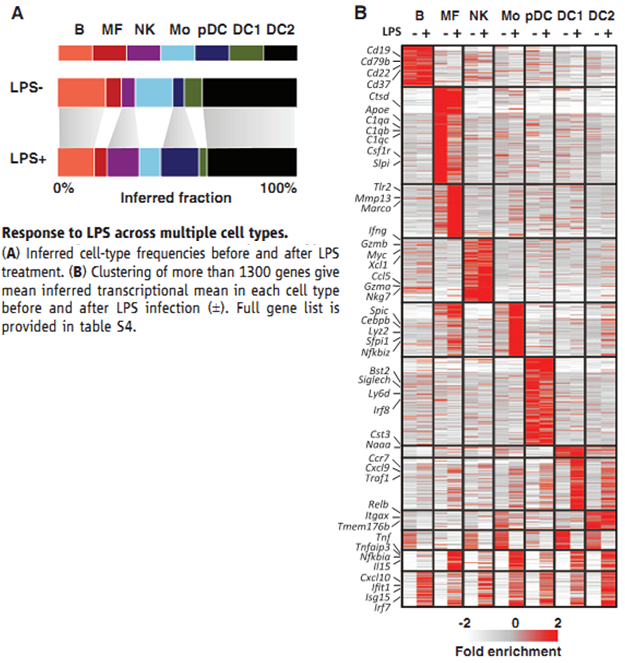 A
B MF NK Mo pDC DC1 DC2
LPS-
LPS+
0% 100%
Inferred fraction
Response to LPS across multiple cell types.
(A) Inferred cell-type frequencies before and after LPS
treatment. (B) Clustering of more than 1300 genes give
mean inferred transcriptional mean in each cell type
before and after LPS infection (±). Full gene list is
provided in table S4.
B
B MF NK Mo pDC DC1 DC2
LPS - + - + - + - + - + - + - +
Cd19
Cd79b
Cd22
Cd37
Ctsd
Apoe
C1qa
C1qb
C1qc
Csf1r
Slpi
Tlr2
Mmp13
Marco
Ifng
Gzmb
Myc
Xcl1
Ccl5
Gzma
Nkg7
Spic
Cebpb
Lyz2
Sfpi1
Nfkbiz
Bst2
Siglech
Ly6d
Irf8
Cst3
Naaa
Ccr7
Cxcl9
Traf1
Relb
Itgax
Tmem176b
Tnf
Tnfaip3
Nfkbia
Il15
Cxcl10
Ifit1
Isg15
Irf7
-2 0 2
Fold enrichment